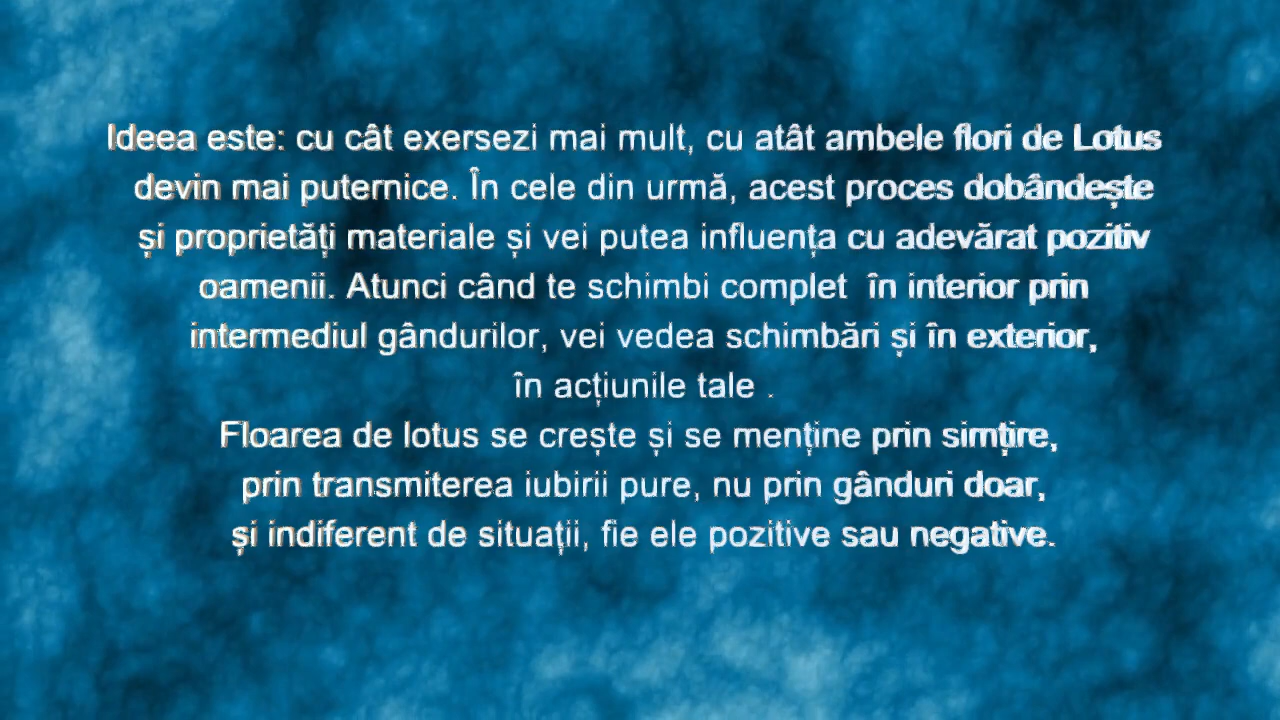 Ideea este: cu cât exersezi mai mult, cu atât ambele flori de Lotus
devin mai puternice. În cele din urmă, acest proces dobândește
și proprietăți materiale și vei putea influența cu adevărat pozitiv
oamenii. Atunci când te schimbi complet în interior prin
intermediul gândurilor, vei vedea schimbări și în exterior,
în acțiunile tale .
Floarea de lotus se crește și se menține prin simțire,
prin transmiterea iubirii pure, nu prin gânduri doar,
și indiferent de situații, fie ele pozitive sau negative.